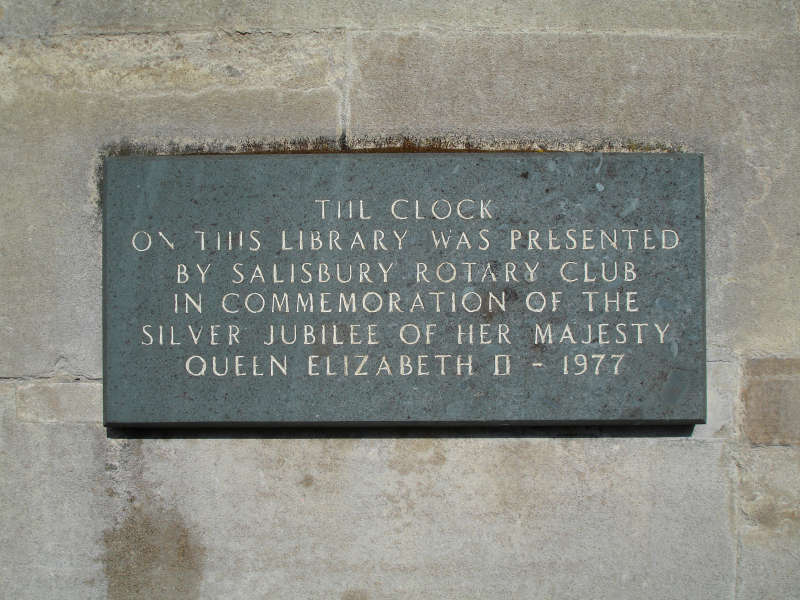 THE CLOCK
ON THIS LIBRARY WAS PRESENTED
BY SALISBURY ROTARY CLUB
IN COMMEMORATION OF THE
SILVER JUBILEE OF HER MAJESTY
QUEEN ELIZABETH II - 1977